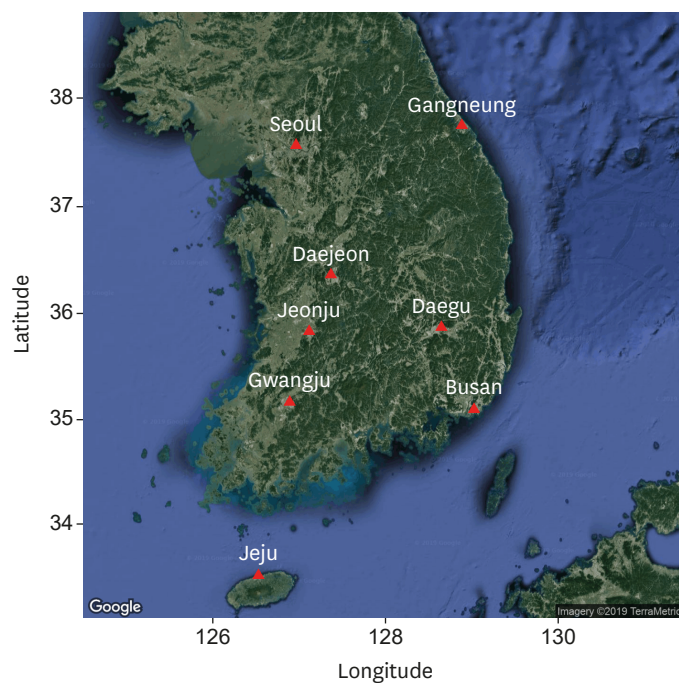 38
37
36
35
34
Latitude
Gangneung
Seoul
Daejeon
Jeonju
Daegu
Gwangju
Busan
Jeju
Google
Imagery ©2019 TerraMetric
126
128
130
Longitude